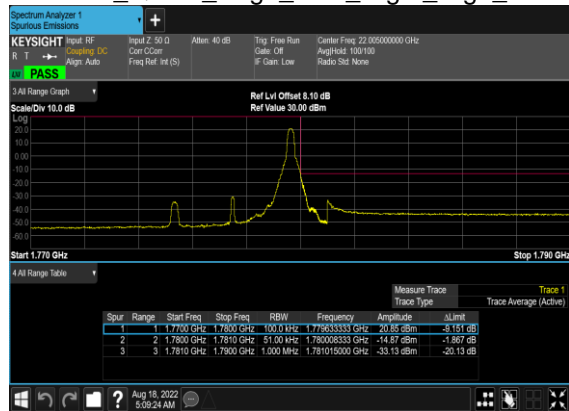 Spectrum Analyzer 1
Spurious Emissions
+
KEYSIGHT
R T
LXI PASS
Input: RF
Coupling: DC
Align: Auto
Input Z: 50 Ω
Corr CCorr
Freq Ref: Int (S)
Atten: 40 dB
Trig: Free Run
Gate: Off
IF Gain: Low
Center Freq: 22.005000000 GHz
Avg|Hold: 100/100
Radio Std: None
3 All Range Graph
Scale/Div 10.0 dB
Ref Lvl Offset 8.10 dB
Ref Value 30.00 dBm
Log
20.0
10.0
0.00
-10.0
-20.0
-30.0
-40.0
-50.0
-60.0
Start 1.770 GHz
Stop 1.790 GHz
4 All Range Table
Measure Trace Trace 1
Trace Type Trace Average (Active)
Spur Range Start Freq Stop Freq RBW Frequency Amplitude ΔLimit
1 1 1.7700 GHz 1.7800 GHz 100.0 kHz 1.779633333 GHz 20.85 dBm -9.151 dB
2 2 1.7800 GHz 1.7810 GHz 51.00 kHz 1.780008333 GHz -14.87 dBm -1.867 dB
3 3 1.7810 GHz 1.7900 GHz 1.000 MHz 1.781015000 GHz -33.13 dBm -20.13 dB
?
Aug 18, 2022
5:09:24 AM